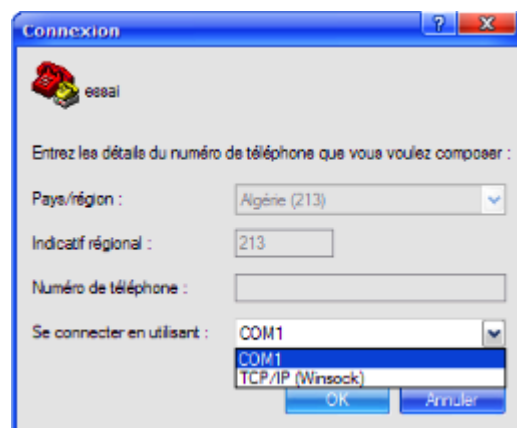 Connexion
essai
Entrez les détails du numéro de téléphone que vous voulez composer :
Pays/région : Algérie (213)
Indicatif régional : 213
Numéro de téléphone :
Se connecter en utilisant : COM1
COM1
TCP/IP (Winsock)
OK Annuler